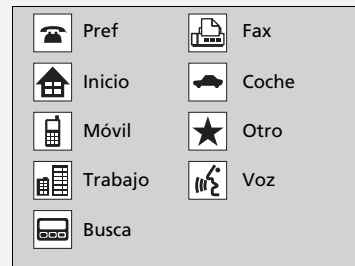 Pref
Fax
Inicio
Coche
Móvil
Otro
Trabajo
Voz
Busca